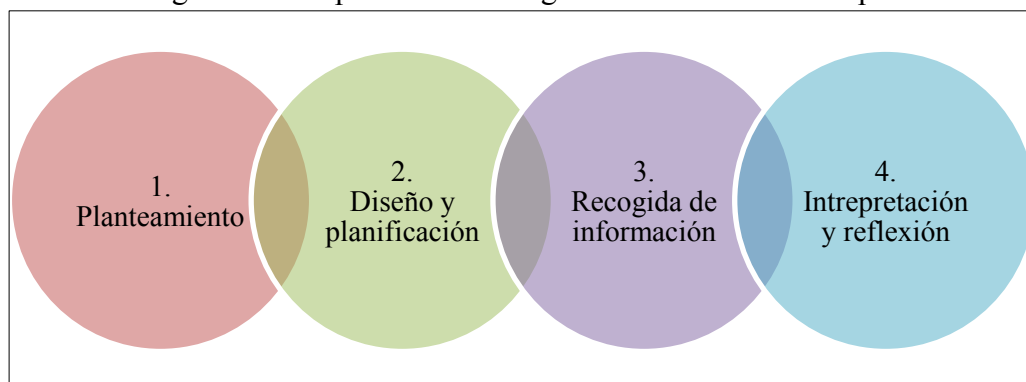 1.
Planteamiento
2.
Diseño y
planificación
3.
Recogida de
información
4.
Intrepretación
y reflexión